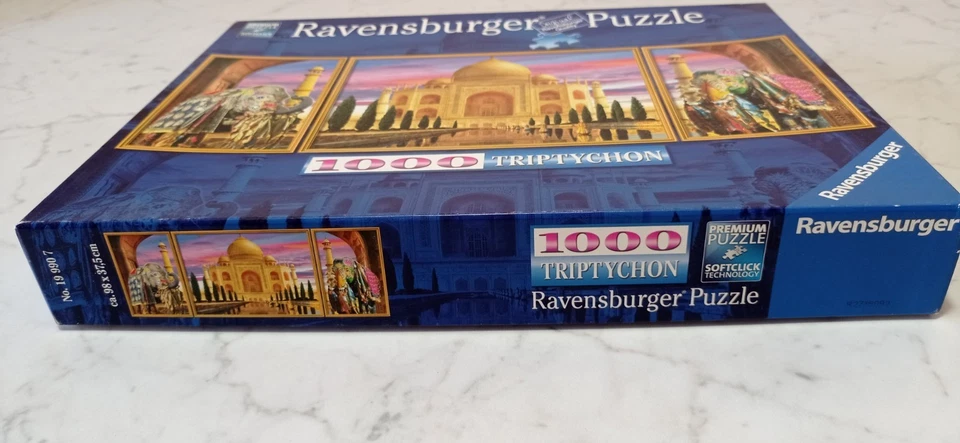 Ravensburger Puzzle
1000 TRIPTYCHON
Ravensburger
No. 19 990 7
ca. 98 x 37,5 cm
1000
TRIPTYCHON
Ravensburger Puzzle
PREMIUM
PUZZLE
SOFTCLICK
TECHNOLOGY
Ravensburger